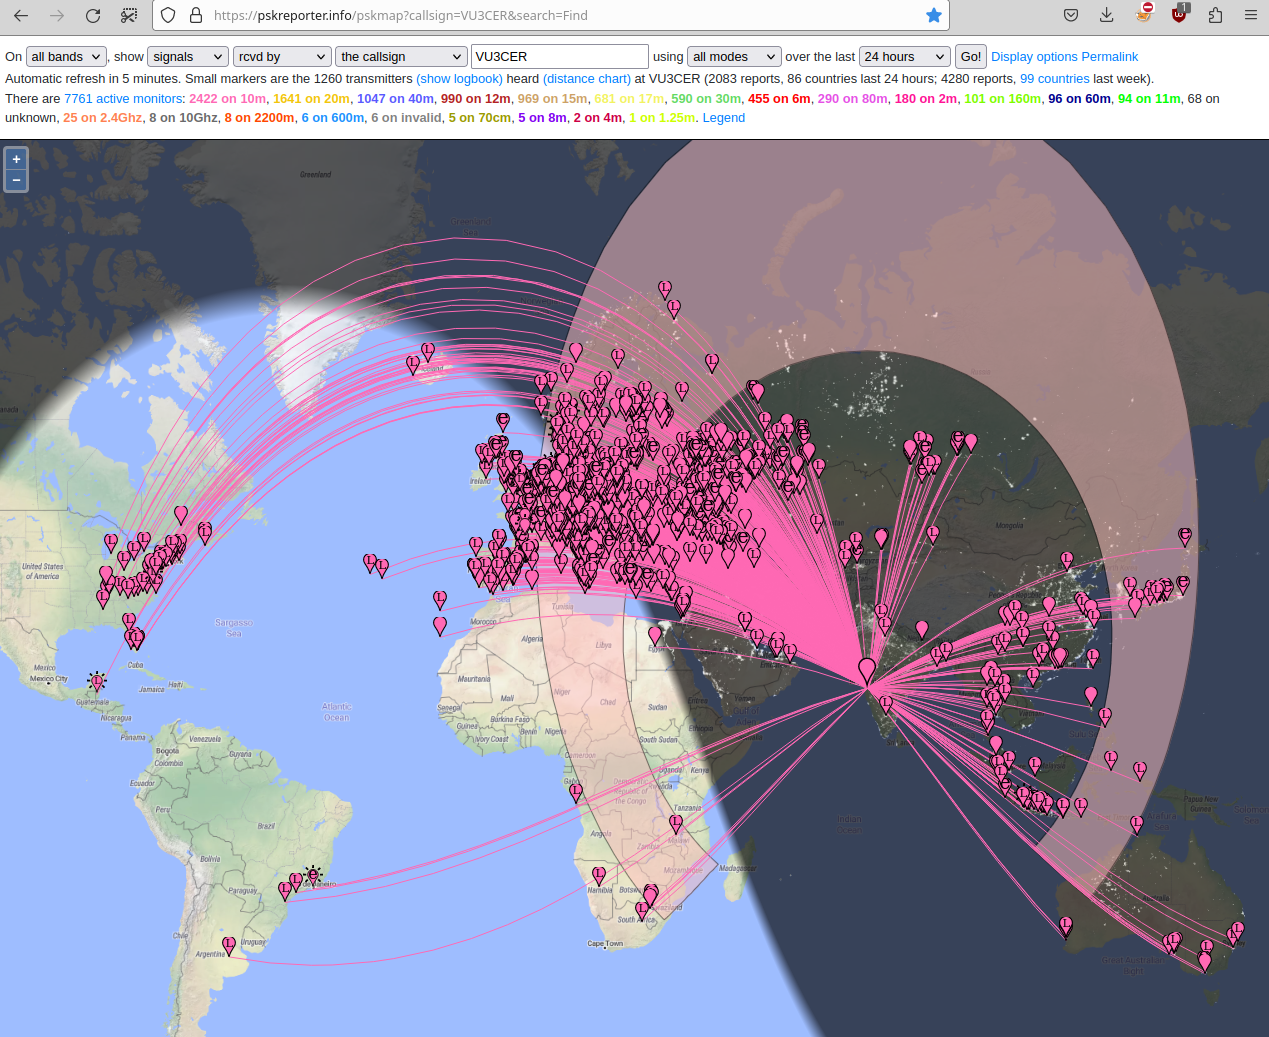 https://pskreporter.info/pskmap?callsign=VU3CER&search=Find
1
On all bands , show signals rcvd by the callsign VU3CER using all modes over the last 24 hours Go! Display options Permalink
Automatic refresh in 5 minutes. Small markers are the 1260 transmitters (show logbook) heard (distance chart) at VU3CER (2083 reports, 86 countries last 24 hours; 4280 reports, 99 countries last week).
There are 7761 active monitors: 2422 on 10m, 1641 on 20m, 1047 on 40m, 990 on 12m, 969 on 15m, 681 on 17m, 590 on 30m, 455 on 6m, 290 on 80m, 180 on 2m, 101 on 160m, 96 on 60m, 94 on 11m, 68 on
unknown, 25 on 2.4Ghz, 8 on 10Ghz, 8 on 2200m, 6 on 600m, 6 on invalid, 5 on 70cm, 5 on 8m, 2 on 4m, 1 on 1.25m. Legend
+
−
Greenland
Greenland
Sea
Ireland
Mongolia
United States
of America
Sargasso
Sea
Tunisia
Morocco
Algeria
Libya
Egypt
Mexico
Mexico City
Cuba
Haiti
Jamaica
Guatemala
Nicaragua
Atlantic
Ocean
Mauritania
Mali
Niger
Chad
Sudan
Eritrea
Yemen
Senegal
Burkina Faso
Guinea
Benin
Nigeria
Ivory Coast
Ethiopia
South Sudan
Panama
Venezuela
Bogota
Colombia
Guyana
Cameroon
Uganda
Kenya
Ecuador
Gabon
Democratic
Republic of
the Congo
Tanzania
Peru
Brazil
Angola
Zambia
Malawi
Indian
Ocean
Papua New
Guinea
Solomon
Arafura
Sea
Bolivia
Paraguay
Namibia
Botswana
Mozambique
Madagascar
Australia
Chile
Uruguay
Argentina
South Africa
Swaziland
Cape Town
Great Australian
Bight